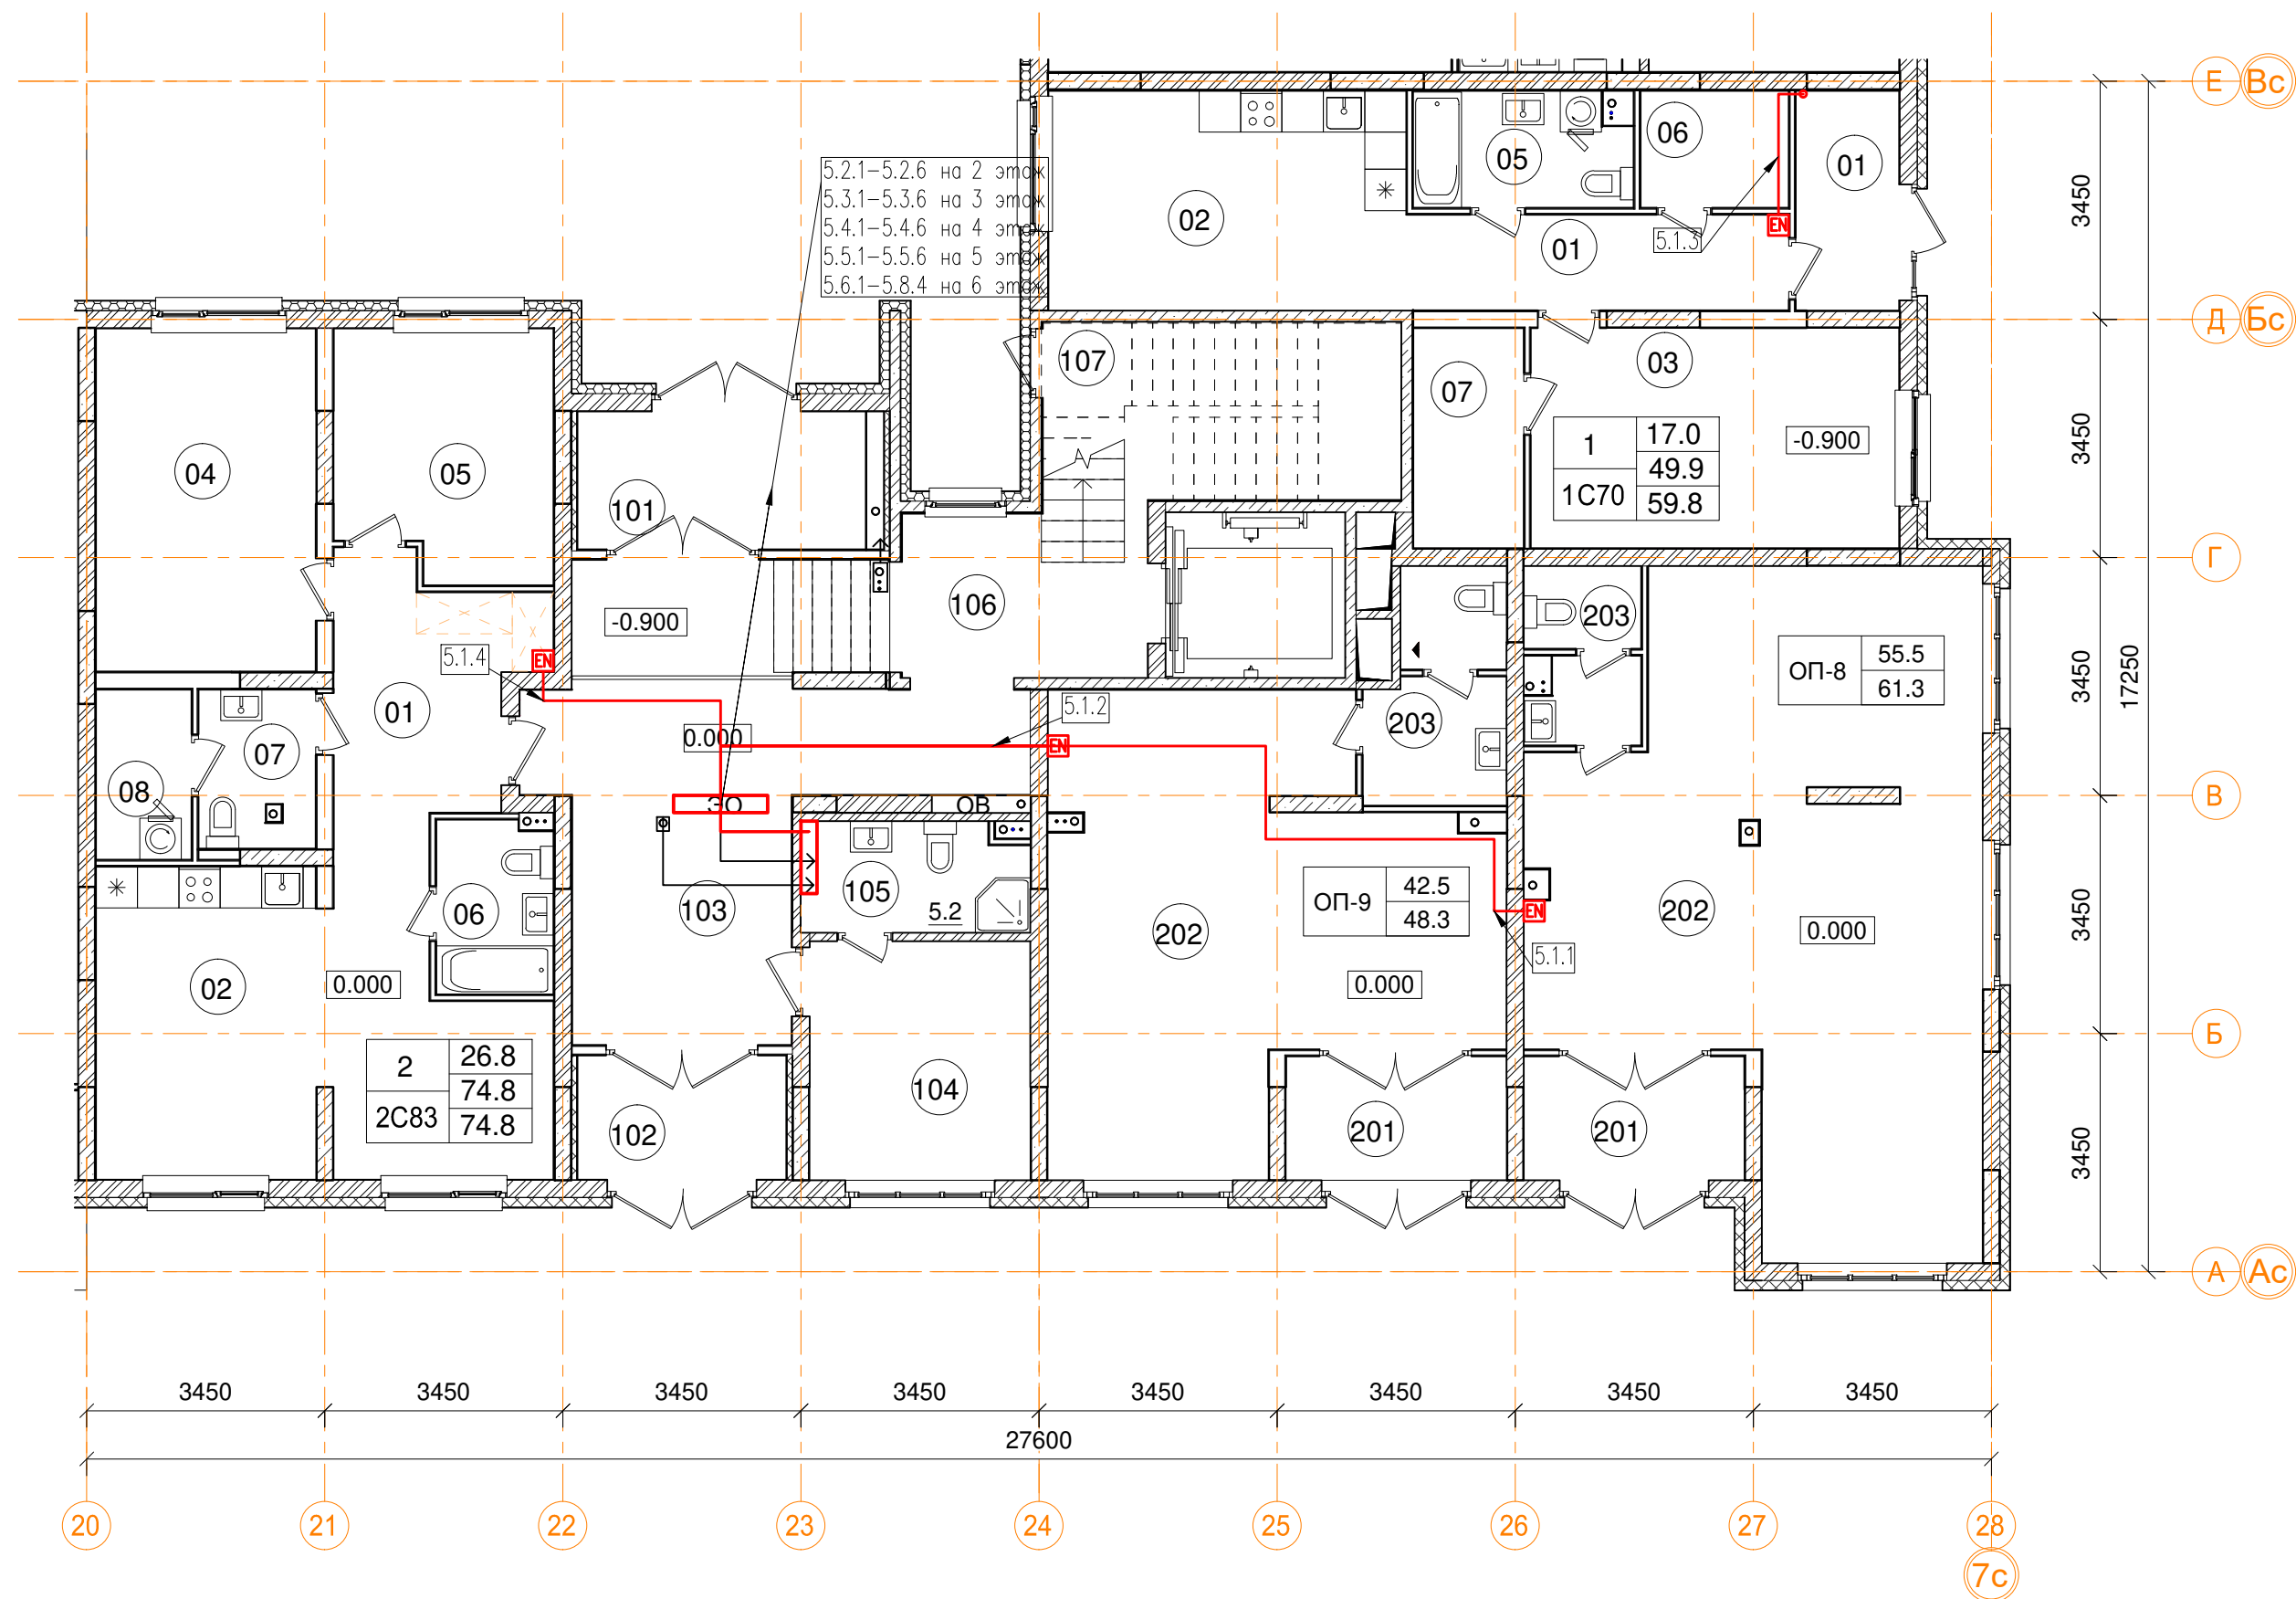 Е
Вс
06
05
01
5.2.1-5.2.6 на 2 этаж
5.3.1-5.3.6 на 3 этаж
5.4.1-5.4.6 на 4 этаж
5.5.1-5.5.6 на 5 этаж
5.6.1-5.8.4 на 6 этаж
02
EN
5.1.3
01
3450
Д
Бс
107
03
07
1
17.0
49.9
1С70
59.8
-0.900
3450
04
05
101
Г
106
-0.900
203
ОП-8
55.5
61.3
3450
17250
5.1.4
EN
01
5.1.2
203
0.000
EN
07
08
ЭО
ОВ
В
105
5.2
103
06
ОП-9
42.5
48.3
EN
202
202
0.000
3450
5.1.1
02
0.000
0.000
Б
2
26.8
74.8
2С83
74.8
104
102
201
201
3450
А
Ас
3450
3450
3450
3450
3450
3450
3450
3450
27600
20
21
22
23
24
25
26
27
28
7с